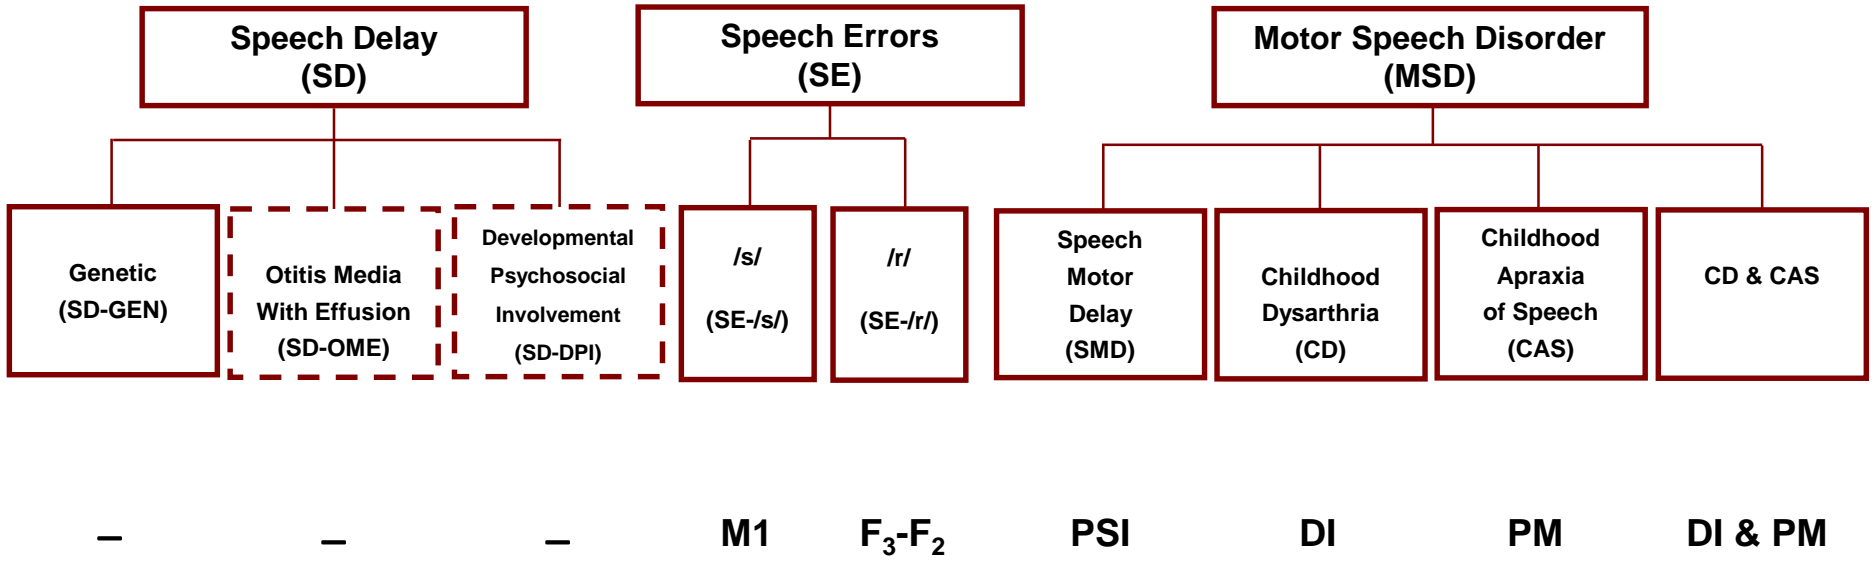 Speech Delay
(SD)
Speech Errors
(SE)
Motor Speech Disorder
(MSD)
Genetic
(SD-GEN)
Otitis Media
With Effusion
(SD-OME)
Developmental
Psychosocial
Involvement
(SD-DPI)
/s/
(SE-/s/)
/r/
(SE-/r/)
Speech
Motor
Delay
(SMD)
Childhood
Dysarthria
(CD)
Childhood
Apraxia
of Speech
(CAS)
CD & CAS
– – – M1 F₃-F₂ PSI DI PM DI & PM